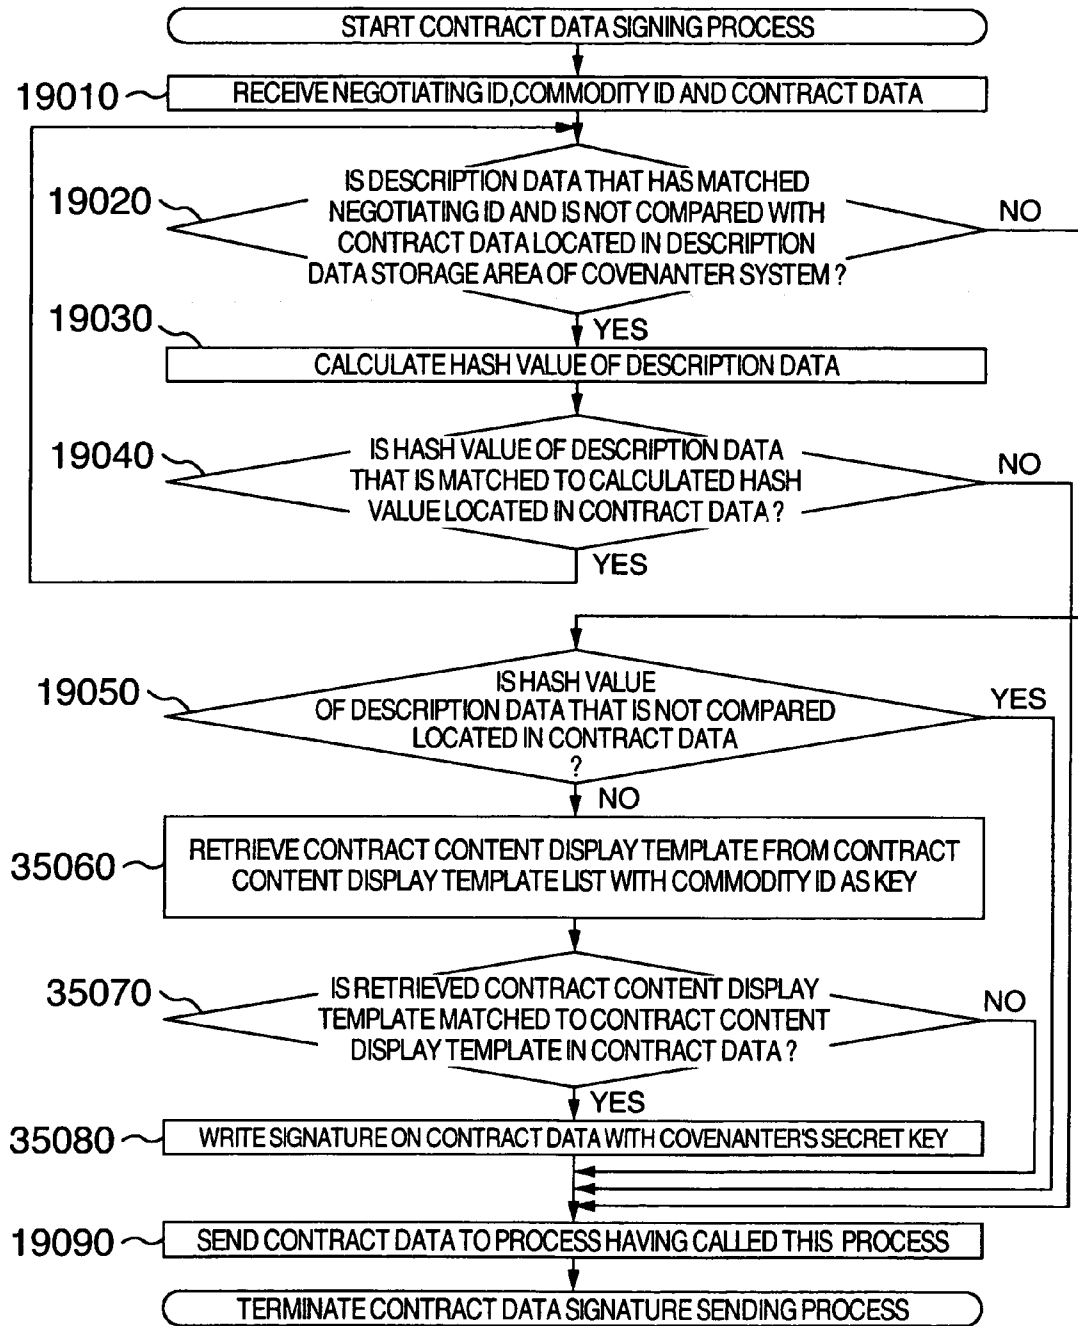 START CONTRACT DATA SIGNING PROCESS
19010
RECEIVE NEGOTIATING ID,COMMODITY ID AND CONTRACT DATA
19020
IS DESCRIPTION DATA THAT HAS MATCHED
NEGOTIATING ID AND IS NOT COMPARED WITH
CONTRACT DATA LOCATED IN DESCRIPTION
DATA STORAGE AREA OF COVENANTER SYSTEM ?
NO
YES
19030
CALCULATE HASH VALUE OF DESCRIPTION DATA
19040
IS HASH VALUE OF DESCRIPTION DATA
THAT IS MATCHED TO CALCULATED HASH
VALUE LOCATED IN CONTRACT DATA ?
NO
YES
19050
IS HASH VALUE
OF DESCRIPTION DATA THAT IS NOT COMPARED
LOCATED IN CONTRACT DATA
?
YES
NO
35060
RETRIEVE CONTRACT CONTENT DISPLAY TEMPLATE FROM CONTRACT
CONTENT DISPLAY TEMPLATE LIST WITH COMMODITY ID AS KEY
35070
IS RETRIEVED CONTRACT CONTENT DISPLAY
TEMPLATE MATCHED TO CONTRACT CONTENT
DISPLAY TEMPLATE IN CONTRACT DATA ?
NO
YES
35080
WRITE SIGNATURE ON CONTRACT DATA WITH COVENANTER'S SECRET KEY
19090
SEND CONTRACT DATA TO PROCESS HAVING CALLED THIS PROCESS
TERMINATE CONTRACT DATA SIGNATURE SENDING PROCESS